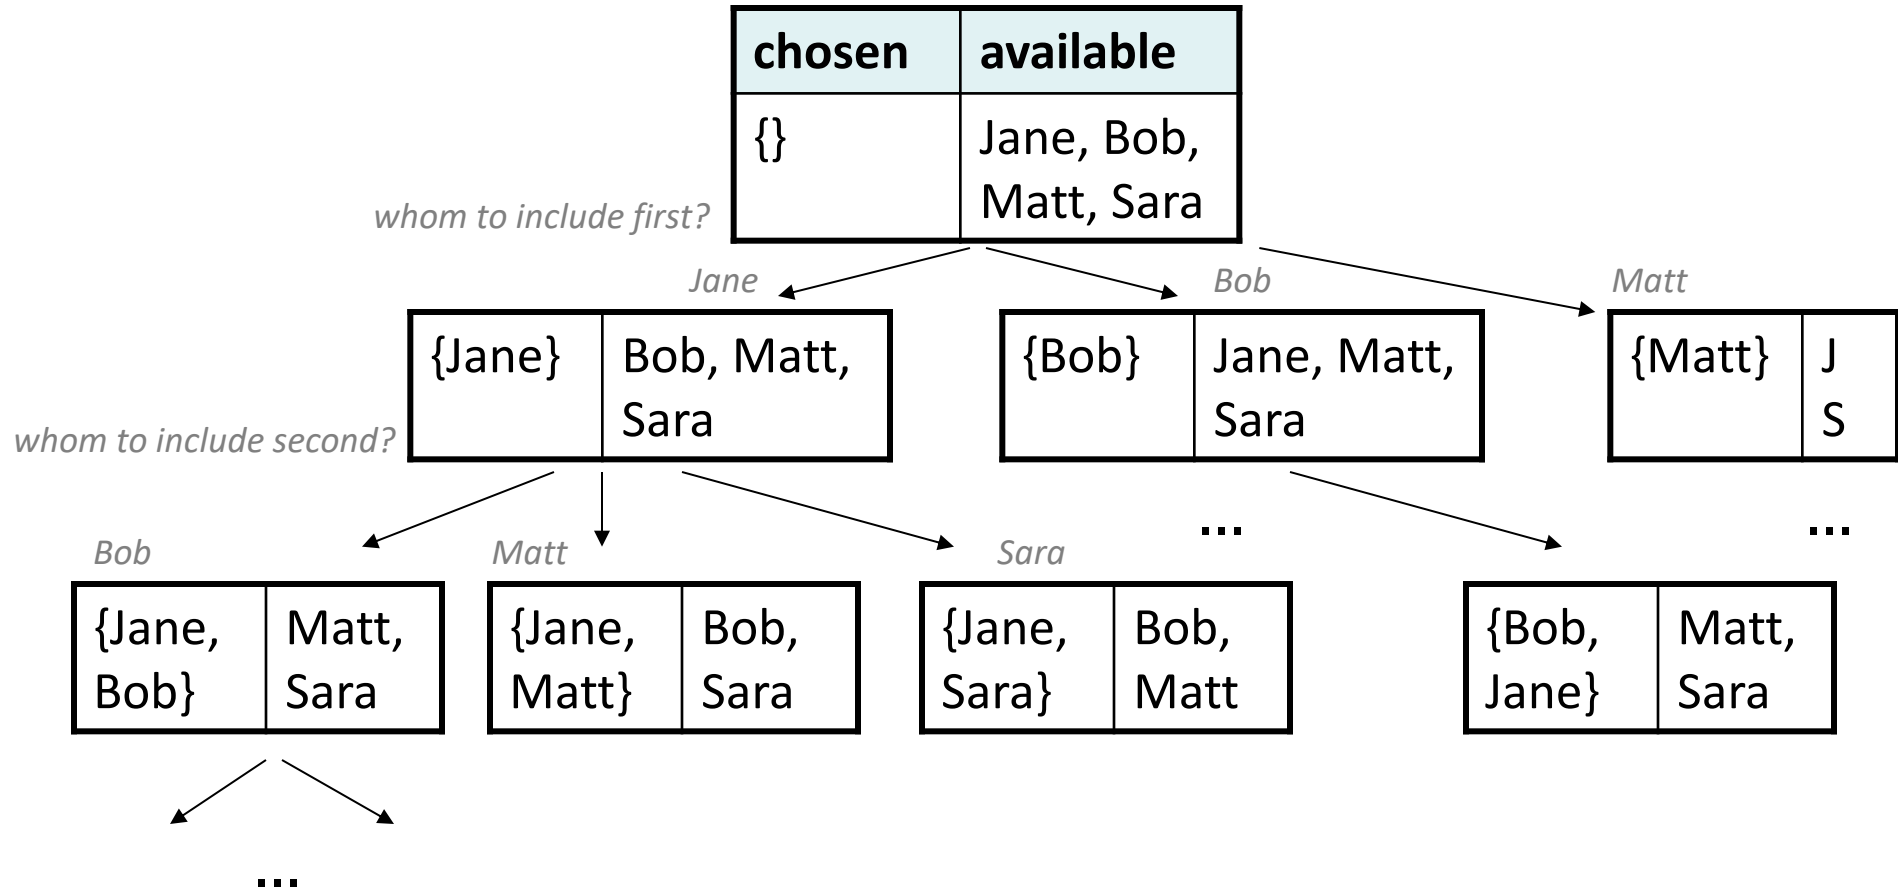 chosen available
{} Jane, Bob,
Matt, Sara
whom to include first?
Jane Bob Matt
{Jane} Bob, Matt,
Sara
{Bob} Jane, Matt,
Sara
{Matt} J
S
whom to include second?
... ...
Bob Matt Sara
{Jane,
Bob}
Matt,
Sara
{Jane,
Matt}
Bob,
Sara
{Jane,
Sara}
Bob,
Matt
{Bob,
Jane}
Matt,
Sara
...